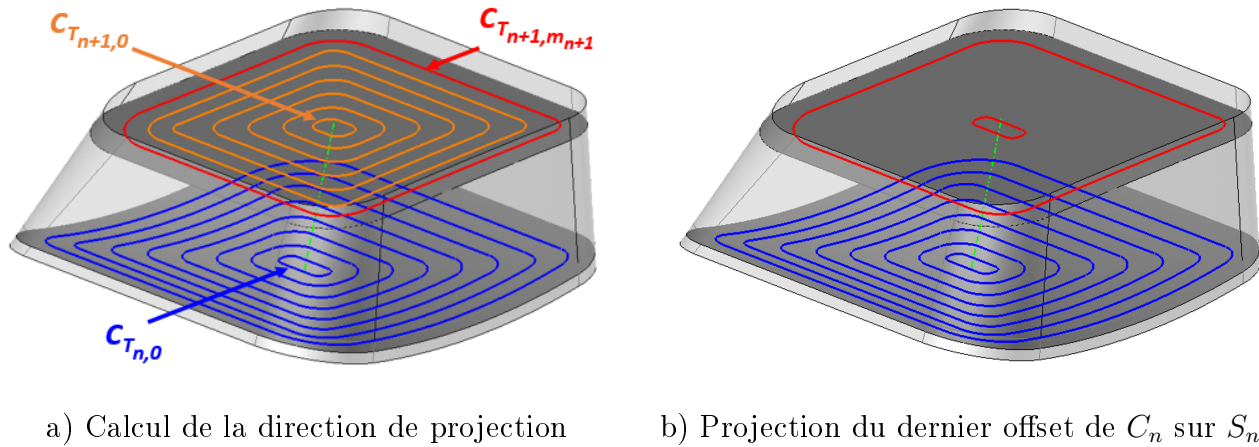 C_{T_{n+1},0}
C_{T_{n+1},m_{n+1}}
C_{T_n,0}
a) Calcul de la direction de projection
b) Projection du dernier offset de C_n sur S_n